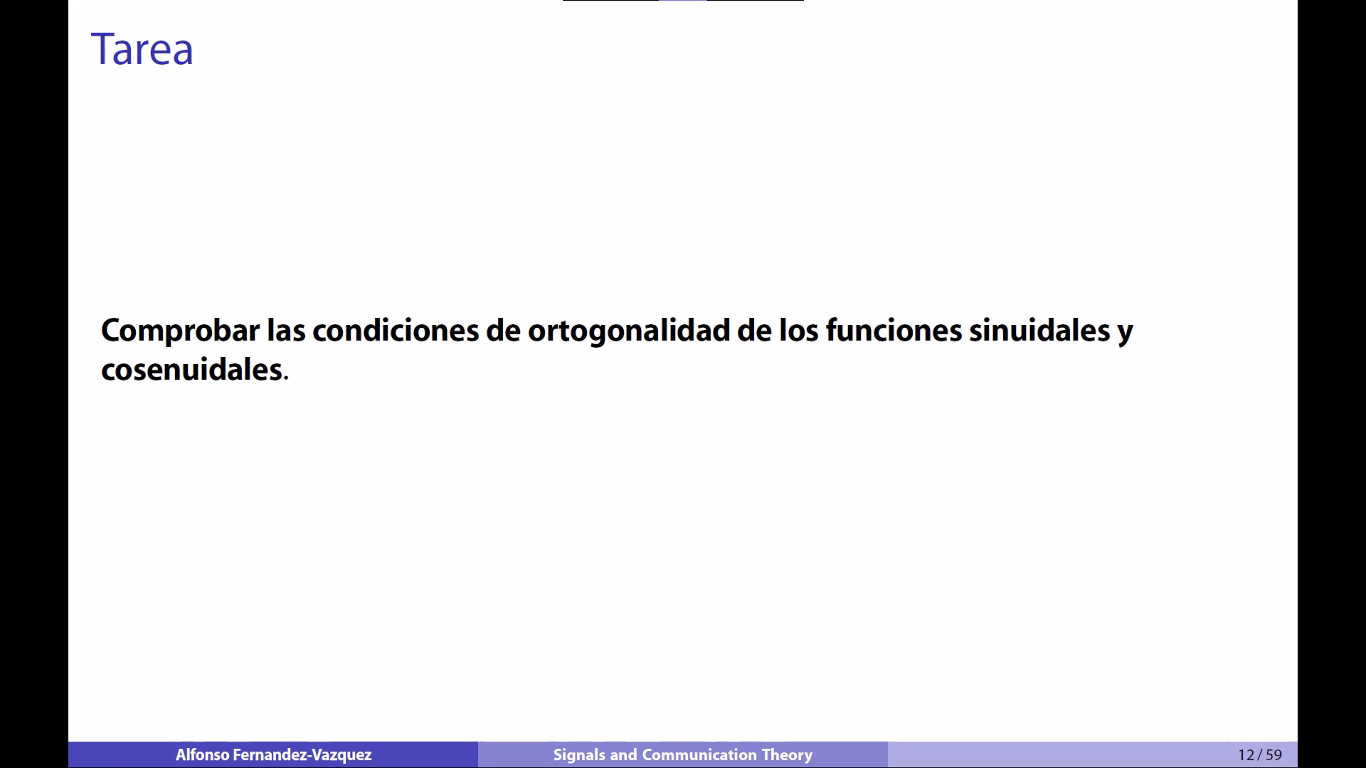 Tarea
Comprobar las condiciones de ortogonalidad de los funciones sinuidales y
cosenuidales.
Alfonso Fernandez-Vazquez
Signals and Communication Theory
12 / 59